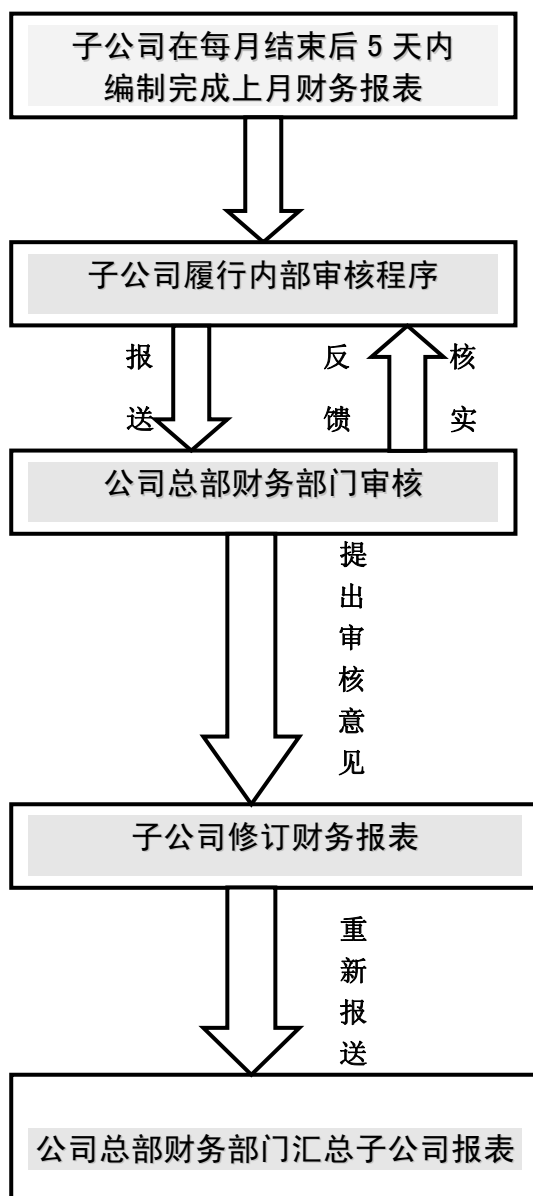 子公司在每月结束后 5 天内
编制完成上月财务报表
子公司履行内部审核程序
报送
反馈
核实
公司总部财务部门审核
提出审核意见
子公司修订财务报表
重新报送
公司总部财务部门汇总子公司报表